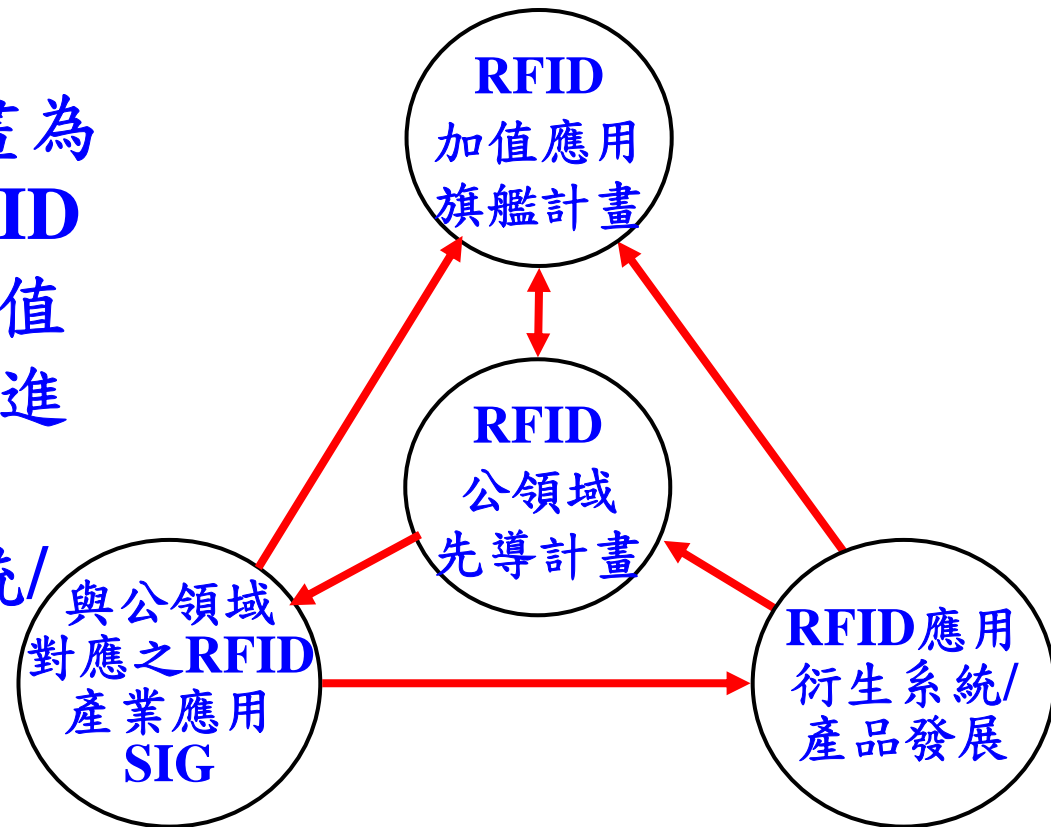 RFID
加值應用
旗艦計畫
為
ID
值
進
統/
RFID
公領域
先導計畫
與公領域
對應之RFID
產業應用
SIG
RFID應用
衍生系統/
產品發展